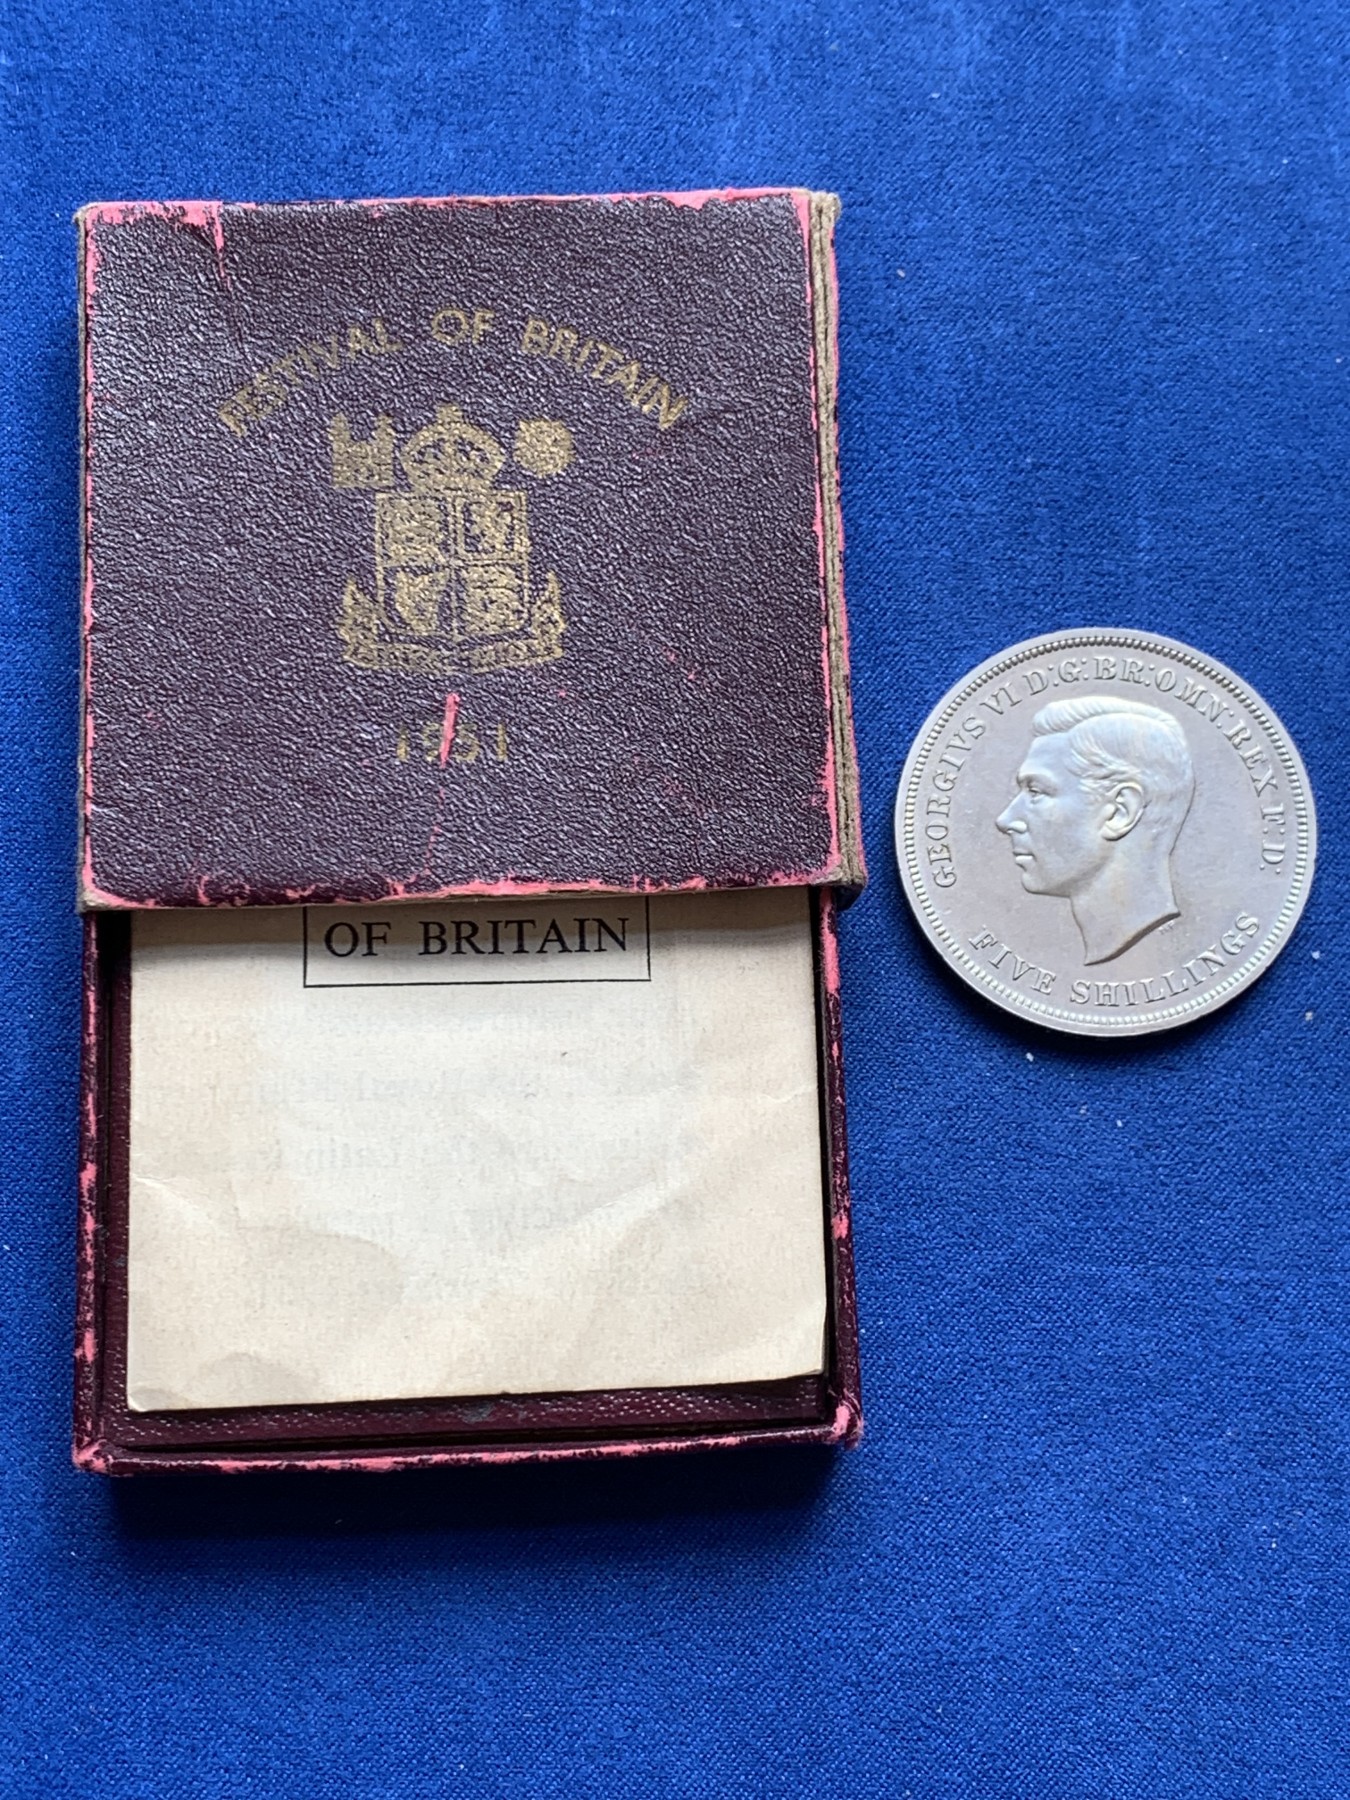 FESTIVAL OF BRITAIN
1951
OF BRITAIN
GEORGIVS VI D:G:BR:OMN:REX F:D:
FIVE SHILLINGS